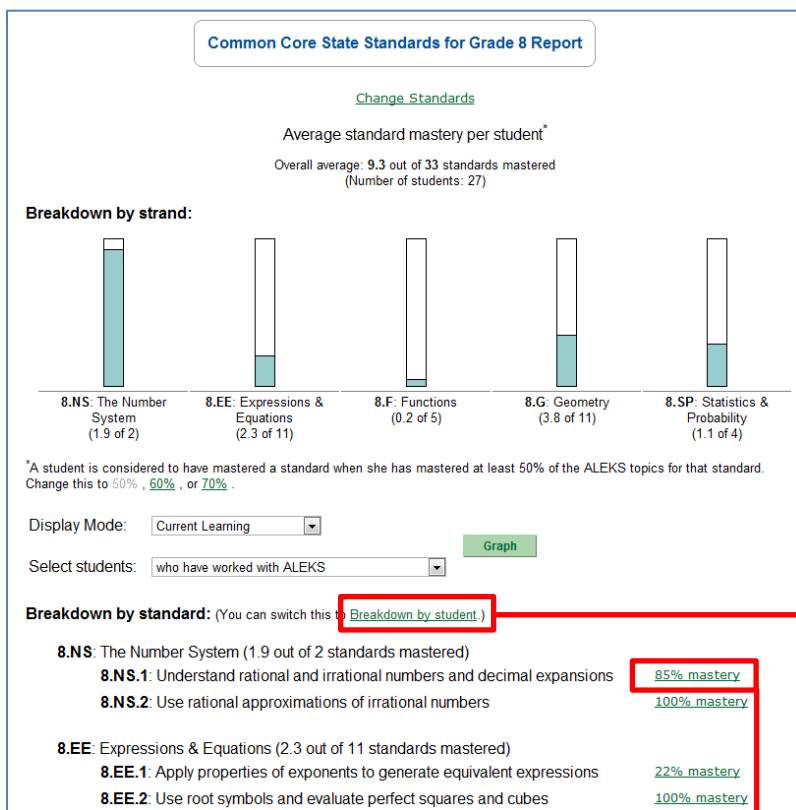 Common Core State Standards for Grade 8 Report
Change Standards
Average standard mastery per student*
Overall average: 9.3 out of 33 standards mastered
(Number of students: 27)
Breakdown by strand:
8.NS: The Number System (1.9 of 2)
8.EE: Expressions & Equations (2.3 of 11)
8.F: Functions (0.2 of 5)
8.G: Geometry (3.8 of 11)
8.SP: Statistics & Probability (1.1 of 4)
*A student is considered to have mastered a standard when she has mastered at least 50% of the ALEKS topics for that standard.
Change this to 50% , 60% , or 70% .
Display Mode: Current Learning
Graph
Select students: who have worked with ALEKS
Breakdown by standard: (You can switch this to Breakdown by student.)
8.NS: The Number System (1.9 out of 2 standards mastered)
8.NS.1: Understand rational and irrational numbers and decimal expansions 85% mastery
8.NS.2: Use rational approximations of irrational numbers 100% mastery
8.EE: Expressions & Equations (2.3 out of 11 standards mastered)
8.EE.1: Apply properties of exponents to generate equivalent expressions 22% mastery
8.EE.2: Use root symbols and evaluate perfect squares and cubes 100% mastery